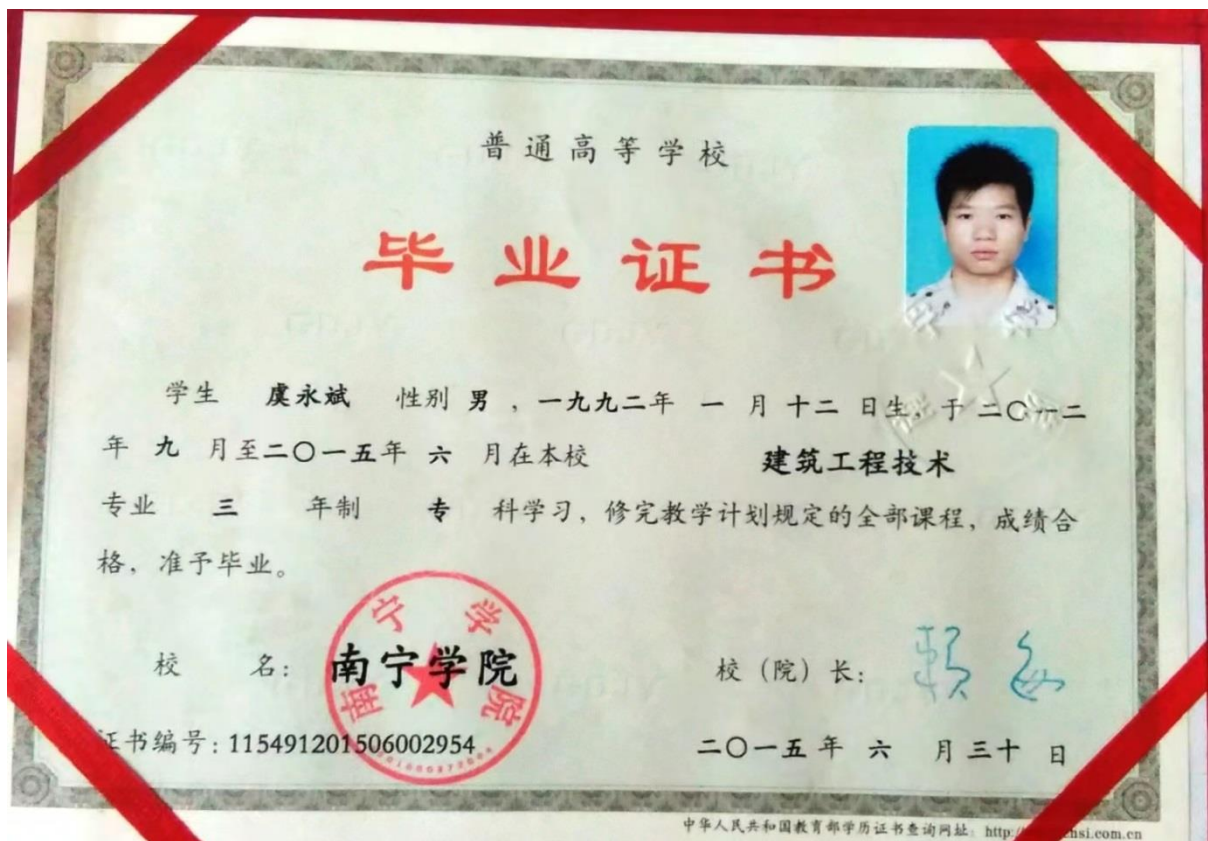 普通高等学校
毕业证书
学生 虞永斌 性别 男 ，一九九二年 一 月 十二 日生，于 二〇一二
年 九 月至二〇一五年 六 月在本校 建筑工程技术
专业 三 年制 专 科学习，修完教学计划规定的全部课程，成绩合
格，准予毕业。
校 名： 南宁学院
南宁学院
校（院）长：
证书编号：115491201506002954
二〇一五 年 六 月 三十 日
中华人民共和国教育部学历证书查询网址：http://
chsi.com.cn